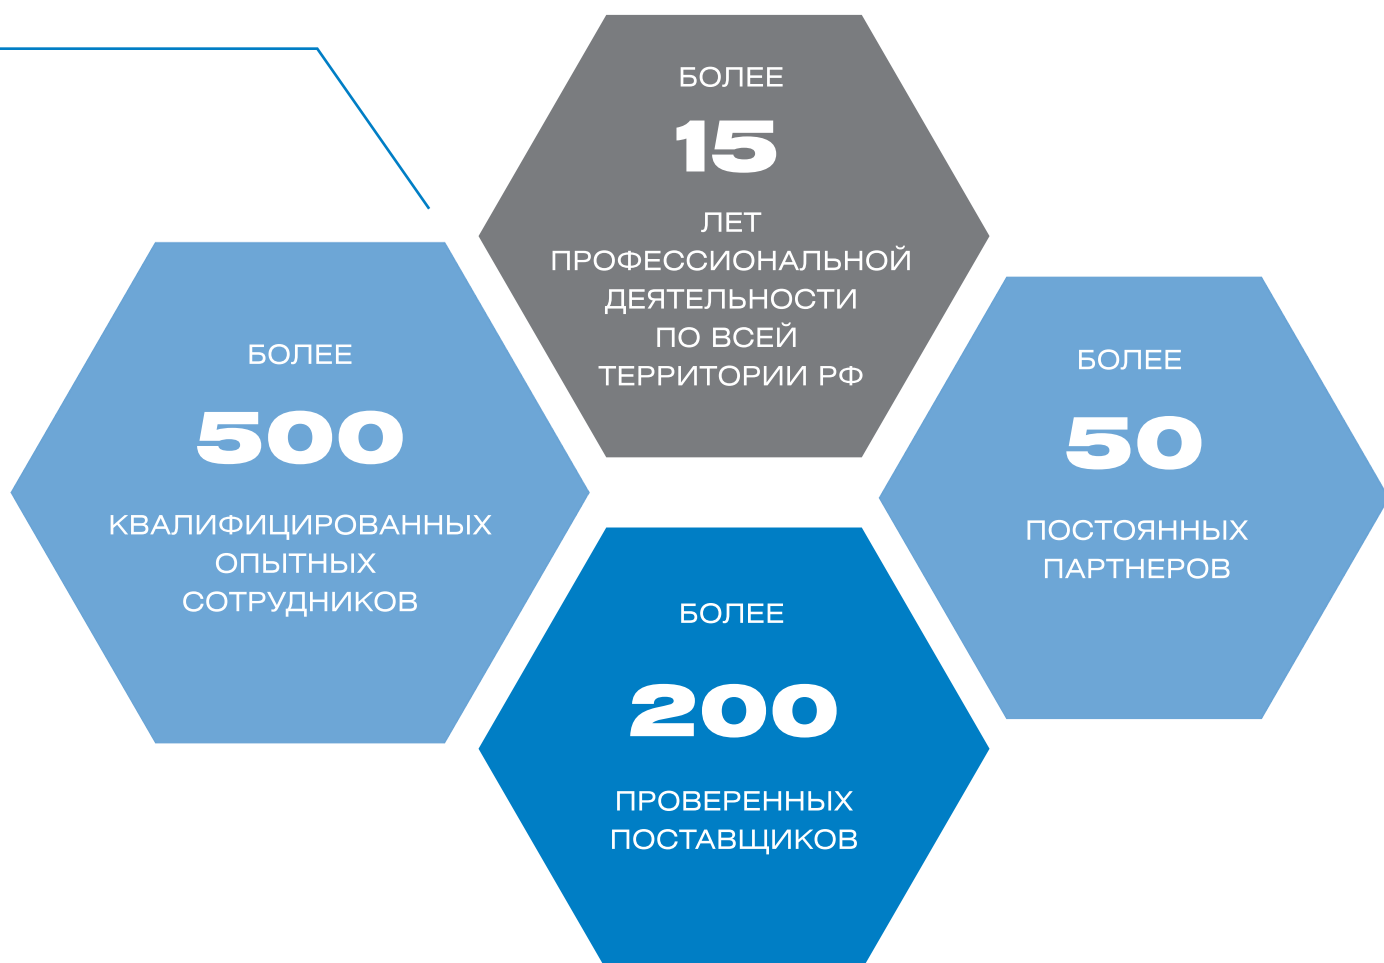 БОЛЕЕ
15
ЛЕТ
ПРОФЕССИОНАЛЬНОЙ
ДЕЯТЕЛЬНОСТИ
ПО ВСЕЙ
ТЕРРИТОРИИ РФ
БОЛЕЕ
500
КВАЛИФИЦИРОВАННЫХ
ОПЫТНЫХ
СОТРУДНИКОВ
БОЛЕЕ
50
ПОСТОЯННЫХ
ПАРТНЕРОВ
БОЛЕЕ
200
ПРОВЕРЕННЫХ
ПОСТАВЩИКОВ